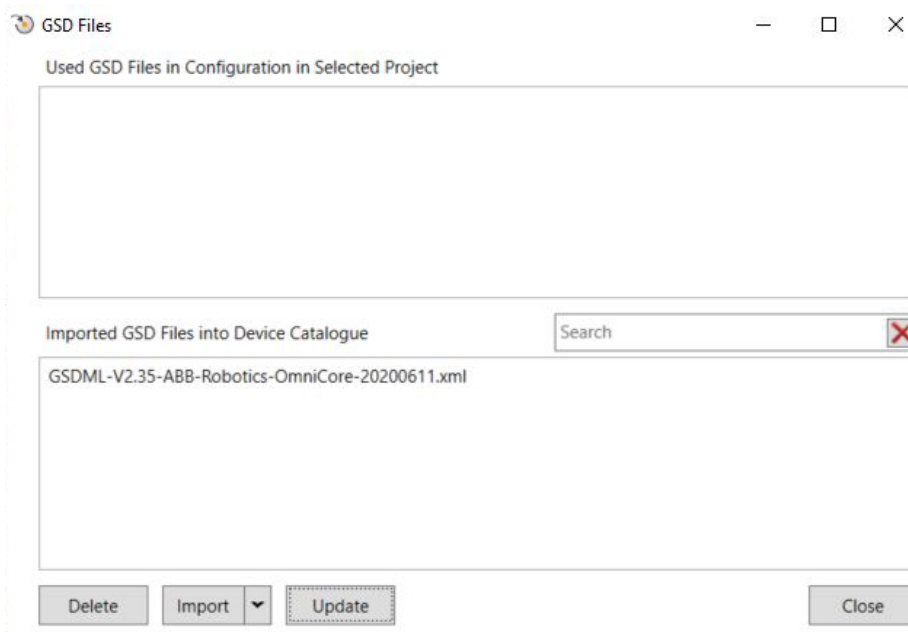 GSD Files
Used GSD Files in Configuration in Selected Project
Imported GSD Files into Device Catalogue
Search
GSDML-V2.35-ABB-Robotics-OmniCore-20200611.xml
Delete
Import
Update
Close